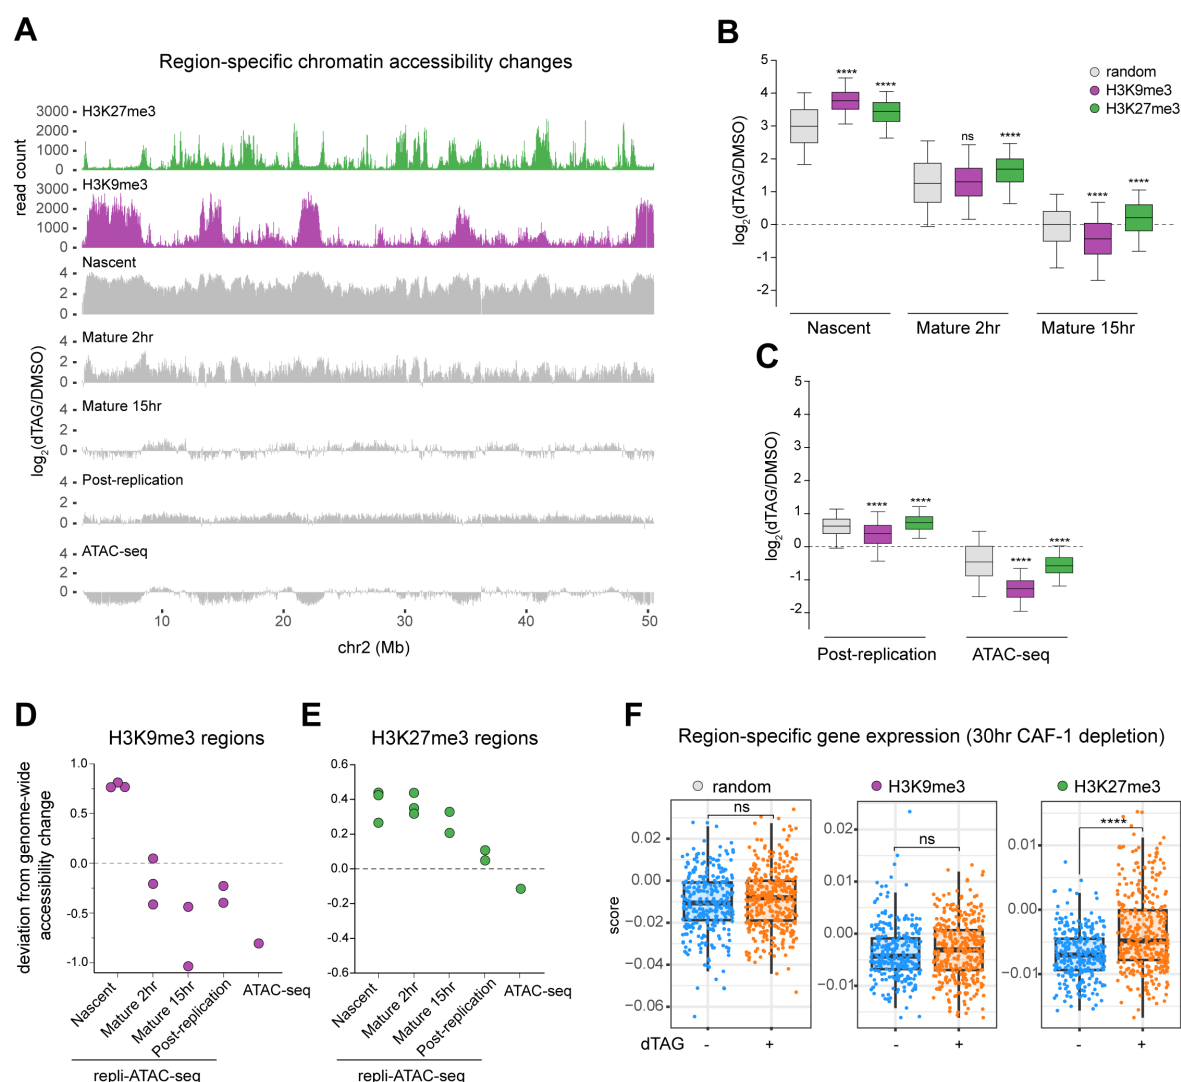 A
Region-specific chromatin accessibility changes
H3K27me3
3000
2000
1000
0
H3K9me3
3000
2000
1000
0
read count
Nascent
4
2
0
Mature 2hr
4
2
0
Mature 15hr
4
2
0
Post-replication
4
2
0
ATAC-seq
4
2
0
log2(dTAG/DMSO)
10 20 30 40 50
chr2 (Mb)
B
5
4
3
2
1
0
-1
-2
log2(dTAG/DMSO)
**** ****
ns ****
**** ****
random
H3K9me3
H3K27me3
Nascent Mature 2hr Mature 15hr
C
5
4
3
2
1
0
-1
-2
log2(dTAG/DMSO)
**** ****
**** ****
Post-replication ATAC-seq
D
H3K9me3 regions
1.0
0.5
0.0
-0.5
-1.0
deviation from genome-wide
accessibility change
Nascent
Mature 2hr
Mature 15hr
Post-replication
ATAC-seq
repli-ATAC-seq
E
H3K27me3 regions
0.6
0.4
0.2
0.0
-0.2
-0.4
-0.6
Nascent
Mature 2hr
Mature 15hr
Post-replication
ATAC-seq
repli-ATAC-seq
F
Region-specific gene expression (30hr CAF-1 depletion)
random
H3K9me3
H3K27me3
score
0.02
0.00
−0.02
−0.04
−0.06
ns
0.02
0.01
0.00
−0.01
ns
0.01
0.00
−0.01
****
dTAG - + - + - +